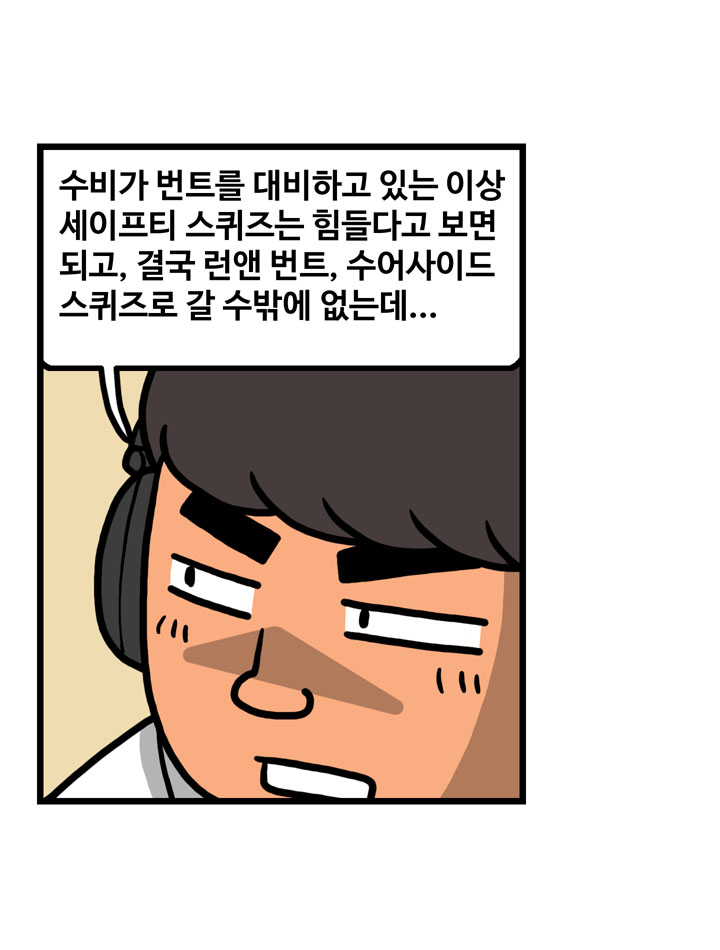 수비가 번트를 대비하고 있는 이상
세이프티 스퀴즈는 힘들다고 보면
되고, 결국 런앤 번트, 수어사이드
스퀴즈로 갈 수밖에 없는데...